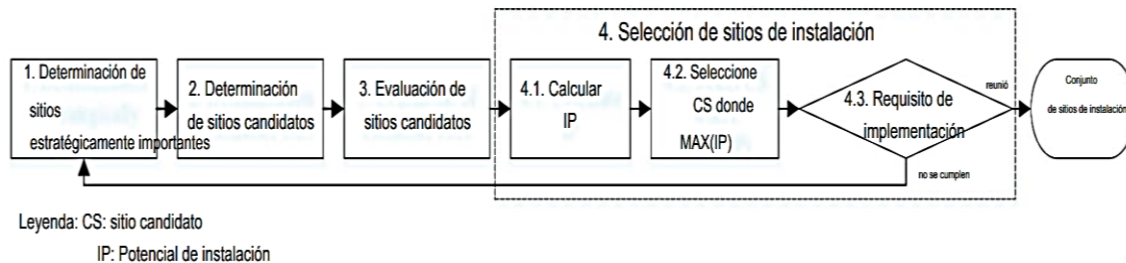 4. Selección de sitios de instalación
1. Determinación de
sitios
estratégicamente importantes
2. Determinación
de sitios candidatos
3. Evaluación de
sitios candidatos
4.1. Calcular
IP
4.2. Seleccione
CS donde
MAX(IP)
4.3. Requisito de
implementación
reunió
no se cumplen
Conjunto
de sitios de instalación
Leyenda: CS: sitio candidato
IP: Potencial de instalación